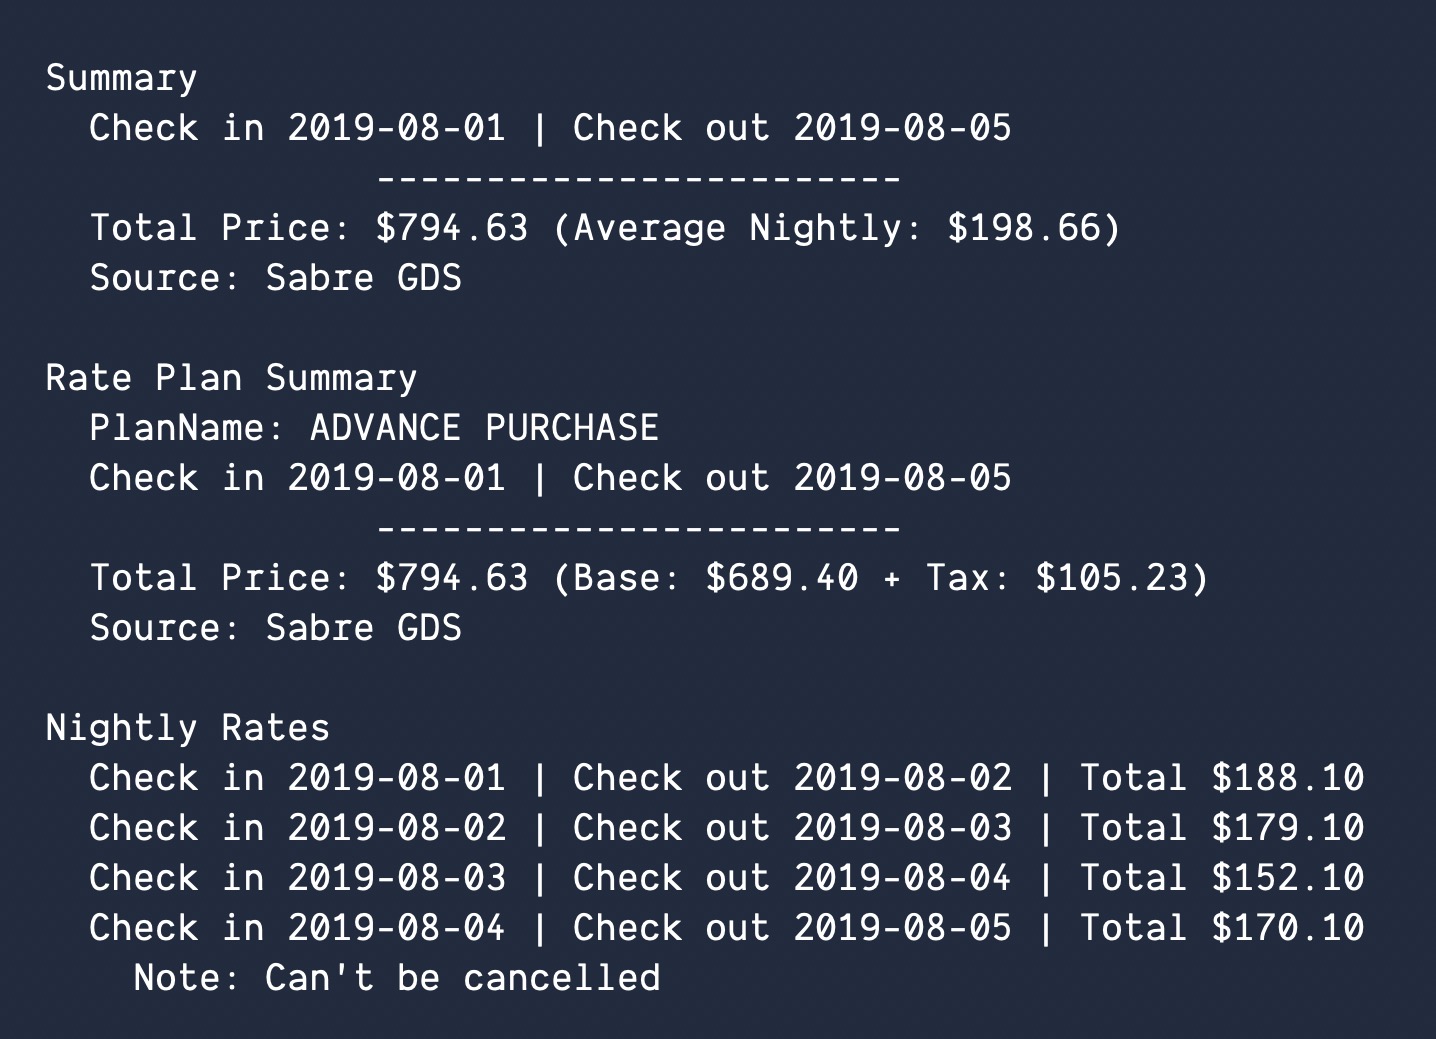 Summary
Check in 2019-08-01 | Check out 2019-08-05
------------------------
Total Price: $794.63 (Average Nightly: $198.66)
Source: Sabre GDS
Rate Plan Summary
PlanName: ADVANCE PURCHASE
Check in 2019-08-01 | Check out 2019-08-05
------------------------
Total Price: $794.63 (Base: $689.40 + Tax: $105.23)
Source: Sabre GDS
Nightly Rates
Check in 2019-08-01 | Check out 2019-08-02 | Total $188.10
Check in 2019-08-02 | Check out 2019-08-03 | Total $179.10
Check in 2019-08-03 | Check out 2019-08-04 | Total $152.10
Check in 2019-08-04 | Check out 2019-08-05 | Total $170.10
Note: Can't be cancelled